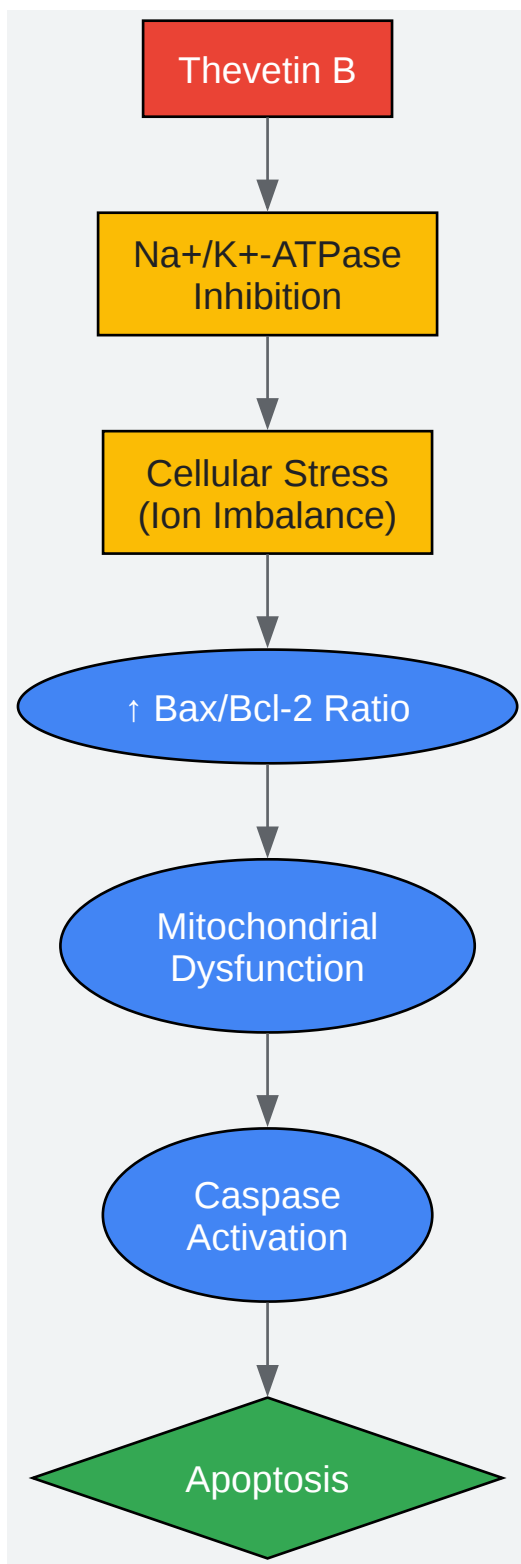 Thevetin B
Na+/K+-ATPase
Inhibition
Cellular Stress
(Ion Imbalance)
↑ Bax/Bcl-2 Ratio
Mitochondrial
Dysfunction
Caspase
Activation
Apoptosis